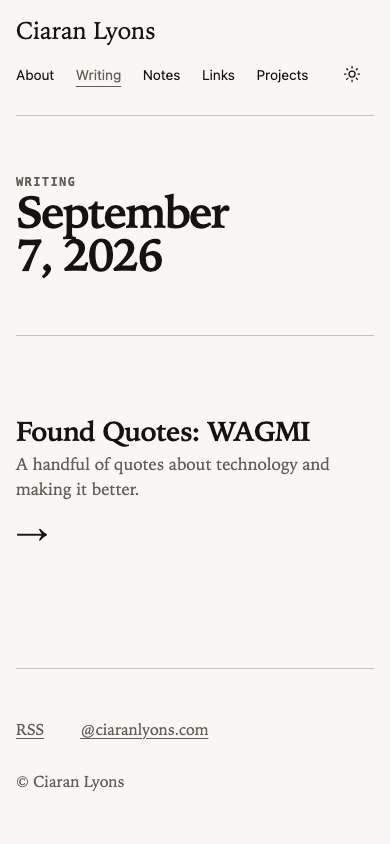 Ciaran Lyons
About Writing Notes Links Projects
WRITING
September
7, 2026
Found Quotes: WAGMI
A handful of quotes about technology and
making it better.
→
RSS @ciaranlyons.com
© Ciaran Lyons